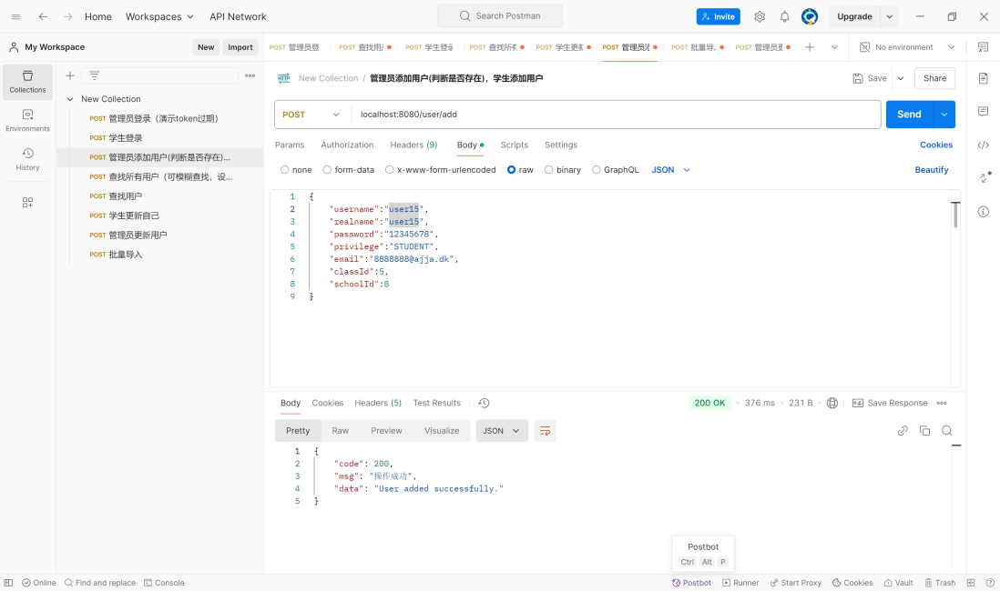 Home Workspaces API Network Search Postman Invite Upgrade
My Workspace New Import
POST 管理员登 POST 查找用户 POST 学生登录 POST 查找所有 POST 学生更新 POST 管理员添 POST 批量导入 POST 管理员更 No environment
Collections
Environments
History
New Collection
POST 管理员登录（演示token过期）
POST 学生登录
POST 管理员添加用户(判断是否存在)...
POST 查找所有用户（可模糊查找，设...
POST 查找用户
POST 学生更新自己
POST 管理员更新用户
POST 批量导入
HTTP New Collection / 管理员添加用户(判断是否存在)，学生添加用户 Save Share
POST localhost:8080/user/add Send
Params Authorization Headers (9) Body Scripts Settings Cookies
none form-data x-www-form-urlencoded raw binary GraphQL JSON Beautify
1 {
2 "username":"user15",
3 "realname":"user15",
4 "password":"12345678",
5 "privilege":"STUDENT",
6 "email":"8888888@ajja.dk",
7 "classId":5,
8 "schoolId":8
9 }
Body Cookies Headers (5) Test Results 200 OK 376 ms 231 B e.g. Save Response
Pretty Raw Preview Visualize JSON
1 {
2 "code": 200,
3 "msg": "操作成功",
4 "data": "User added successfully."
5 }
Postbot
Ctrl Alt P
Online Find and replace Console Postbot Runner Start Proxy Cookies Vault Trash